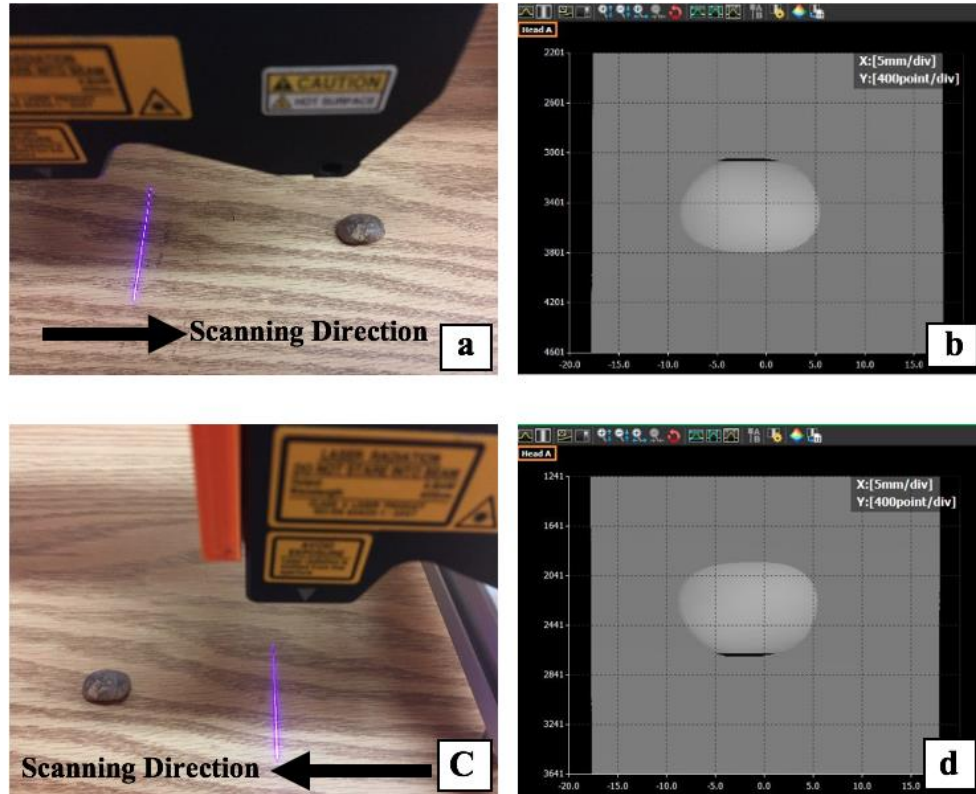 LASER RADIATION
CAUTION
HOT SURFACE
Scanning Direction
a
Head A
X:[5mm/div]
Y:[400point/div]
2201
2601
3001
3401
3801
4201
4601
-20.0 -15.0 -10.0 -5.0 0.0 5.0 10.0 15.0
b
LASER RADIATION
DO NOT STARE INTO BEAM
Scanning Direction
C
Head A
X:[5mm/div]
Y:[400point/div]
1241
1641
2041
2441
2841
3241
3641
-20.0 -15.0 -10.0 -5.0 0.0 5.0 10.0 15.0
d